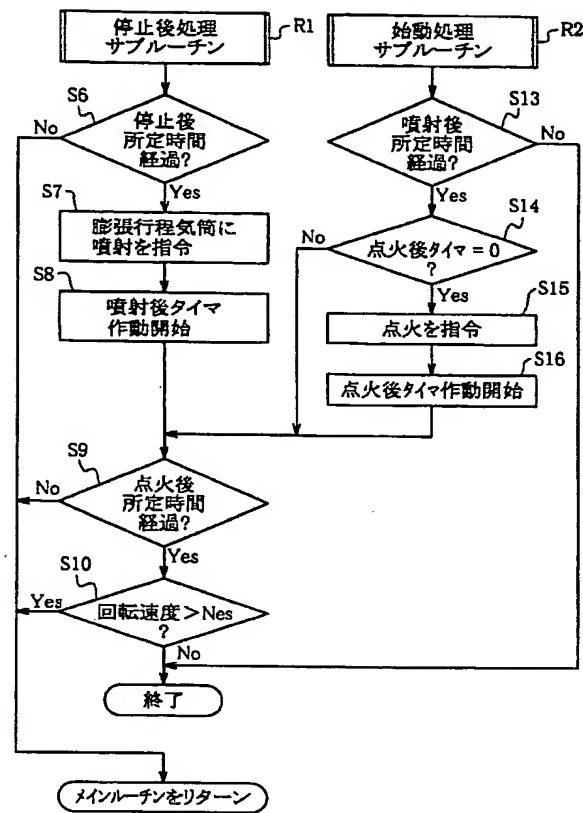 停止後処理
サブルーチン
R1
S6
No
停止後
所定時間
経過?
Yes
S7
膨張行程気筒に
噴射を指令
S8
噴射後タイマ
作動開始
始動処理
サブルーチン
R2
S13
No
噴射後
所定時間
経過?
Yes
S14
No
点火後タイマ = 0
?
Yes
S15
点火を指令
S16
点火後タイマ作動開始
S9
No
点火後
所定時間
経過?
Yes
S10
Yes
回転速度 > Nes
?
No
終了
メインルーチンをリターン